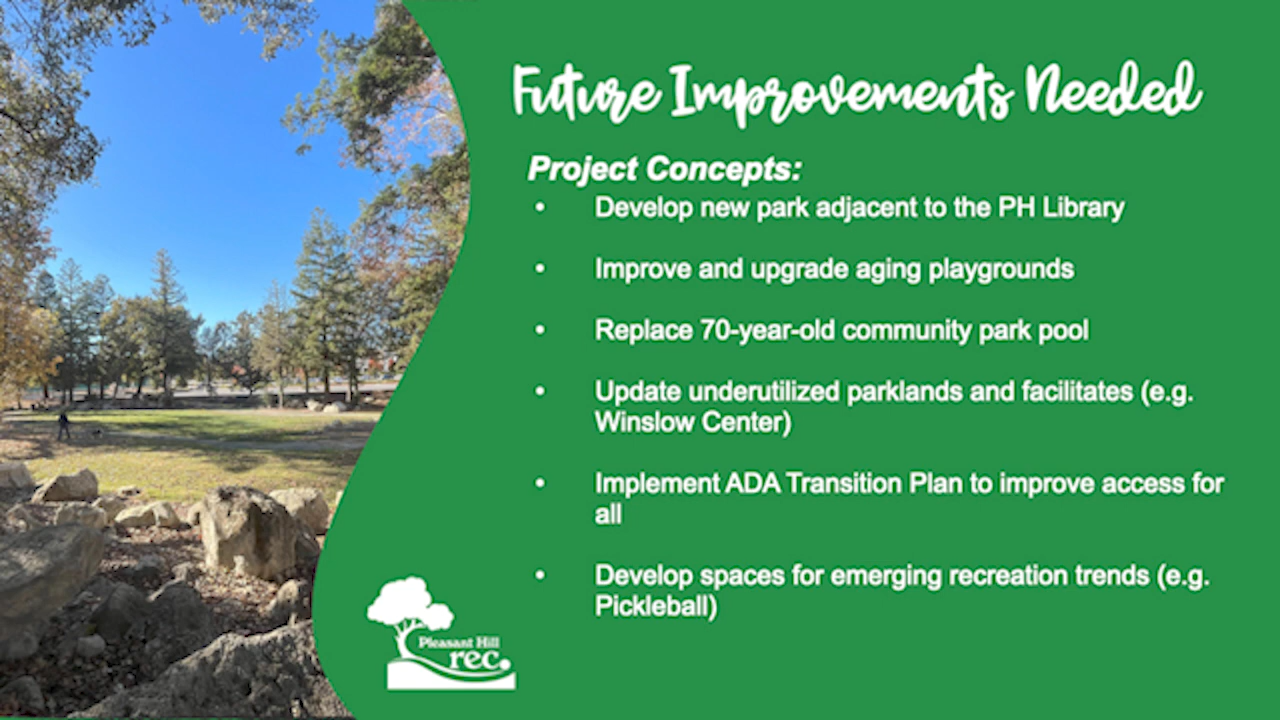 Future Improvements Needed
Project Concepts:
• Develop new park adjacent to the PH Library
• Improve and upgrade aging playgrounds
• Replace 70-year-old community park pool
• Update underutilized parklands and facilitates (e.g.
Winslow Center)
• Implement ADA Transition Plan to improve access for
all
• Develop spaces for emerging recreation trends (e.g.
Pickleball)
Pleasant Hill
rec.